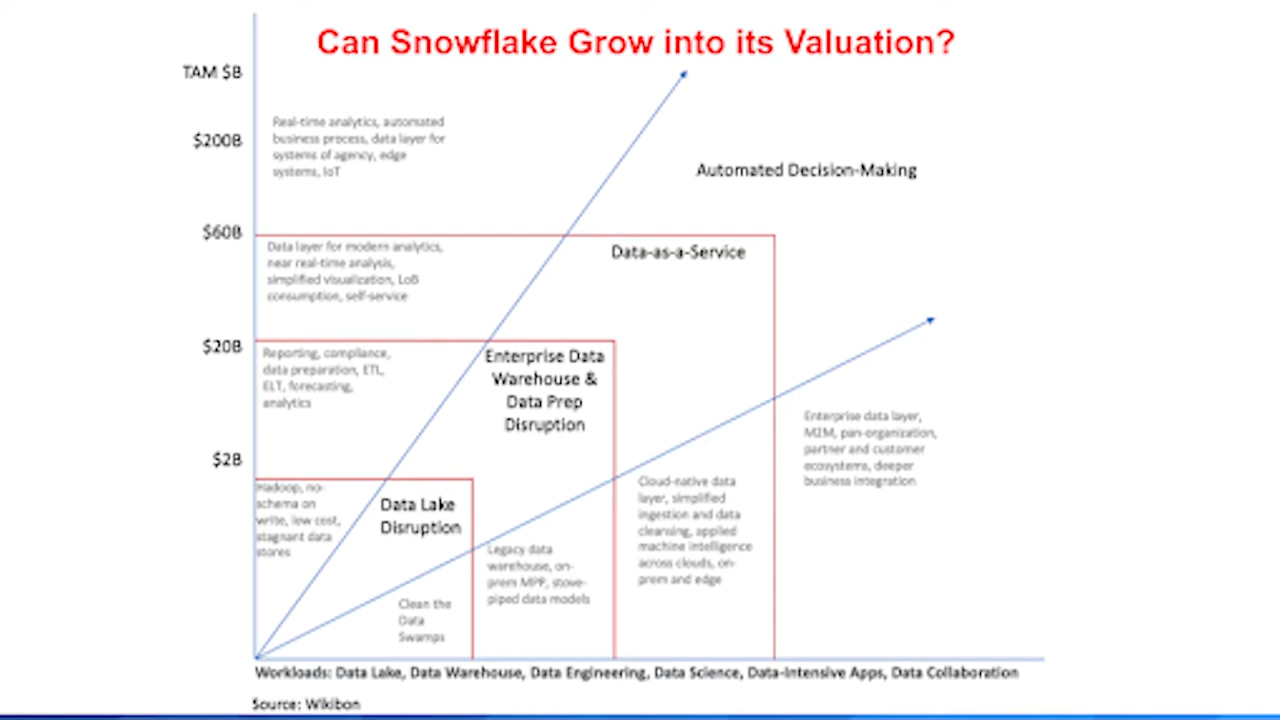 Can Snowflake Grow into its Valuation?
TAM $B
$200B
Real-time analytics, automated
business process, data layer for
systems of agency, edge
systems, IoT
Automated Decision-Making
$60B
Data layer for modern analytics,
near real-time analysis,
simplified visualization, LoB
consumption, self-service
Data-as-a-Service
$20B
Reporting, compliance,
data preparation, ETL,
ELT, forecasting,
analytics
Enterprise Data
Warehouse &
Data Prep
Disruption
Enterprise data layer,
M2M, pan-organization,
partner and customer
ecosystems, deeper
business integration
$2B
Hadoop, no-
schema on
write, low cost,
stagnant data
stores
Data Lake
Disruption
Clean the
Data
Swamps
Legacy data
warehouse, on-
prem MPP, stove-
piped data models
Cloud-native data
layer, simplified
ingestion and data
cleansing, applied
machine intelligence
across clouds, on-
prem and edge
Workloads: Data Lake, Data Warehouse, Data Engineering, Data Science, Data-Intensive Apps, Data Collaboration
Source: Wikibon